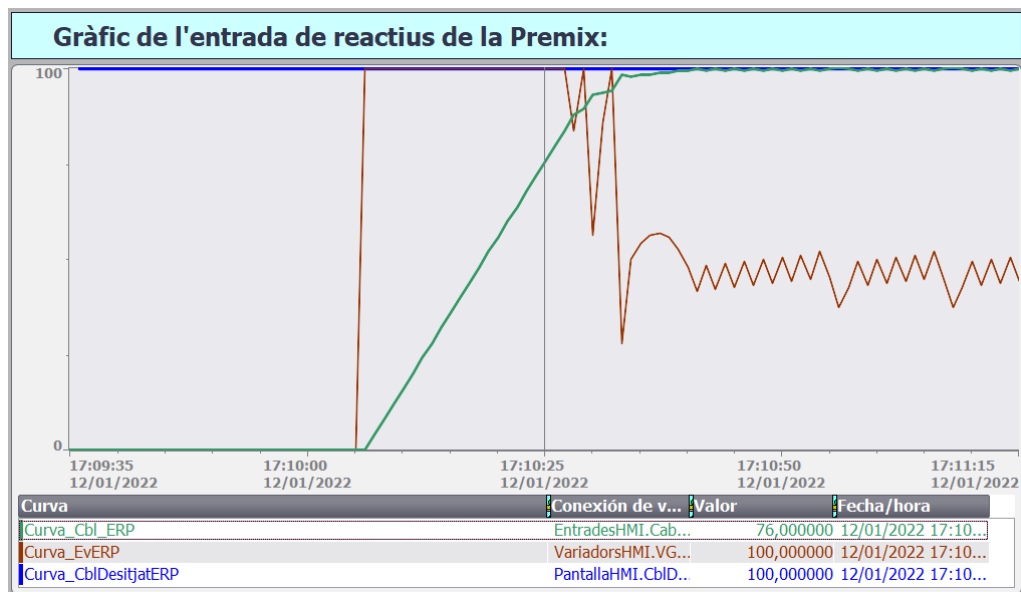 Gràfic de l'entrada de reactius de la Premix:
100
0
17:09:35 17:10:00 17:10:25 17:10:50 17:11:15
12/01/2022 12/01/2022 12/01/2022 12/01/2022 12/01/2022
Curva Conexión de v... Valor Fecha/hora
Curva_Cbl_ERP EntradesHMI.Cab... 76,000000 12/01/2022 17:10...
Curva_EvERP VariadorsHMI.VG... 100,000000 12/01/2022 17:10...
Curva_CblDesitjatERP PantallaHMI.CblD... 100,000000 12/01/2022 17:10...